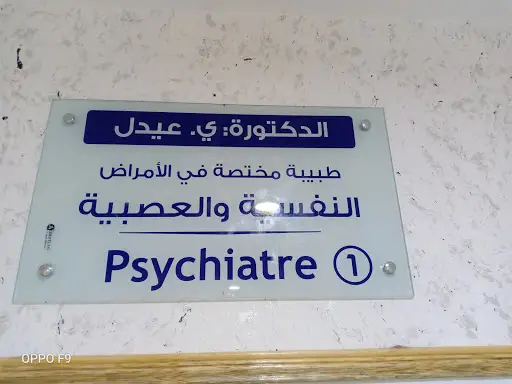 الدكتورة: ي. عيدل
طبيبة مختصة في الأمراض
النفسية والعصبية
Psychiatre 1
OPPO F9